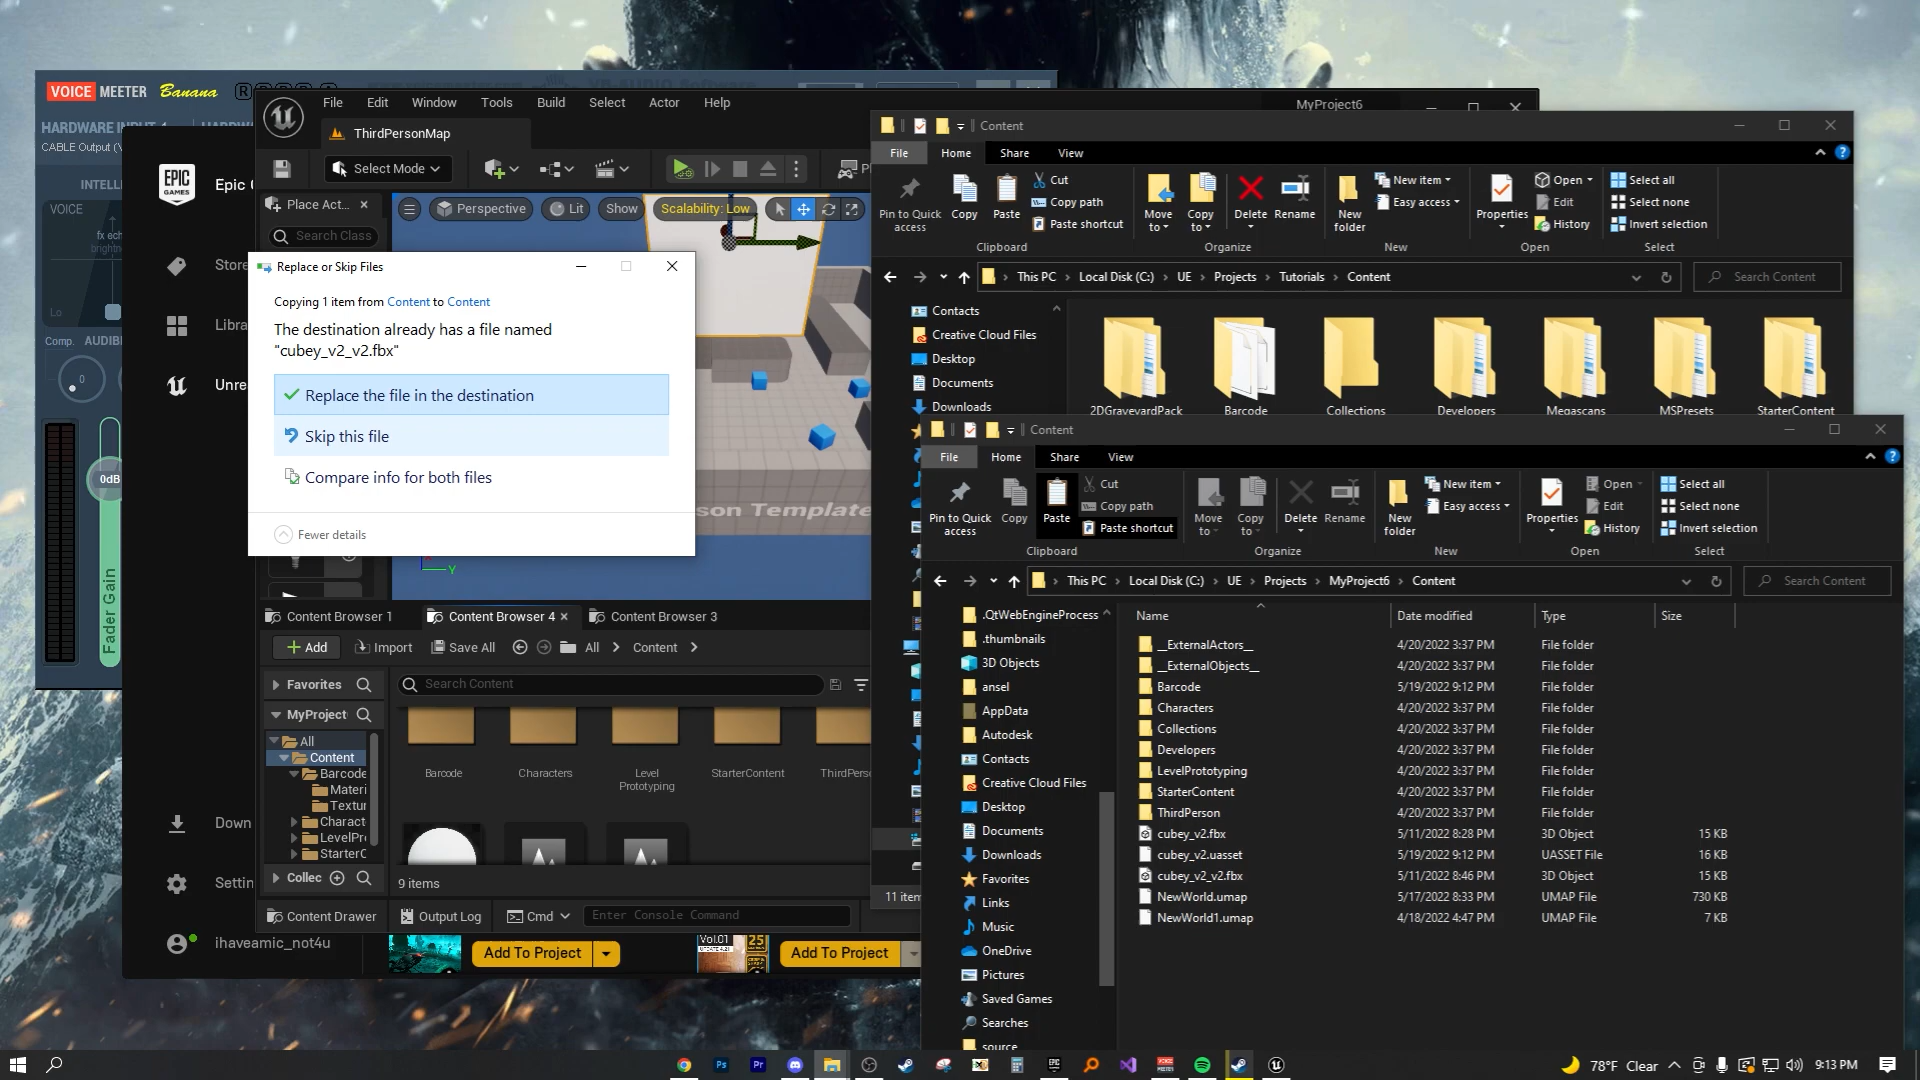 VOICE MEETER Banana
HARDWARE INPUT 1
CABLE Output (V
INTELLI
VOICE
fx ech
brightn
Lo
Comp.
AUDIBI
0
0dB
Fader Gain
EPIC GAMES
Epic G
Store
Libra
Unre
Down
Settin
ihaveamic_not4u
File
Edit
Window
Tools
Build
Select
Actor
Help
MyProject6
ThirdPersonMap
Select Mode
Place Act...
Search Class
Perspective
Lit
Show
Scalability: Low
son Template
Y
Replace or Skip Files
Copying 1 item from Content to Content
The destination already has a file named
"cubey_v2_v2.fbx"
Replace the file in the destination
Skip this file
Compare info for both files
Fewer details
Content Browser 1
Content Browser 4
Content Browser 3
Add
Import
Save All
All
Content
Favorites
Search Content
MyProject
All
Content
Barcode
Materi
Textur
Charact
LevelPr
StarterC
Collec
Barcode
Characters
Level
Prototyping
StarterContent
ThirdPerso
9 items
Content Drawer
Output Log
Cmd
Enter Console Command
Add To Project
Vol.01
25
Add To Project
Content
File
Home
Share
View
Pin to Quick
access
Copy
Paste
Cut
Copy path
Paste shortcut
Clipboard
Move
to
Copy
to
Delete
Rename
Organize
New
folder
New item
Easy access
New
Properties
Open
Edit
History
Open
Select all
Select none
Invert selection
Select
This PC
Local Disk (C:)
UE
Projects
Tutorials
Content
Search Content
Contacts
Creative Cloud Files
Desktop
Documents
Downloads
2DGraveyardPack
Barcode
Collections
Developers
Megascans
MSPresets
StarterContent
11 item
Content
File
Home
Share
View
Pin to Quick
access
Copy
Paste
Cut
Copy path
Paste shortcut
Clipboard
Move
to
Copy
to
Delete
Rename
Organize
New
folder
New item
Easy access
New
Properties
Open
Edit
History
Open
Select all
Select none
Invert selection
Select
This PC
Local Disk (C:)
UE
Projects
MyProject6
Content
Search Content
.QtWebEngineProcess
.thumbnails
3D Objects
ansel
AppData
Autodesk
Contacts
Creative Cloud Files
Desktop
Documents
Downloads
Favorites
Links
Music
OneDrive
Pictures
Saved Games
Searches
source
Name Date modified Type Size
__ExternalActors__ 4/20/2022 3:37 PM File folder
__ExternalObjects__ 4/20/2022 3:37 PM File folder
Barcode 5/19/2022 9:12 PM File folder
Characters 4/20/2022 3:37 PM File folder
Collections 4/20/2022 3:37 PM File folder
Developers 4/20/2022 3:37 PM File folder
LevelPrototyping 4/20/2022 3:37 PM File folder
StarterContent 4/20/2022 3:37 PM File folder
ThirdPerson 4/20/2022 3:37 PM File folder
cubey_v2.fbx 5/11/2022 8:28 PM 3D Object 15 KB
cubey_v2.uasset 5/19/2022 9:12 PM UASSET File 16 KB
cubey_v2_v2.fbx 5/11/2022 8:46 PM 3D Object 15 KB
NewWorld.umap 5/17/2022 8:33 PM UMAP File 730 KB
NewWorld1.umap 4/18/2022 4:47 PM UMAP File 7 KB
Ps
Pr
78°F Clear
9:13 PM